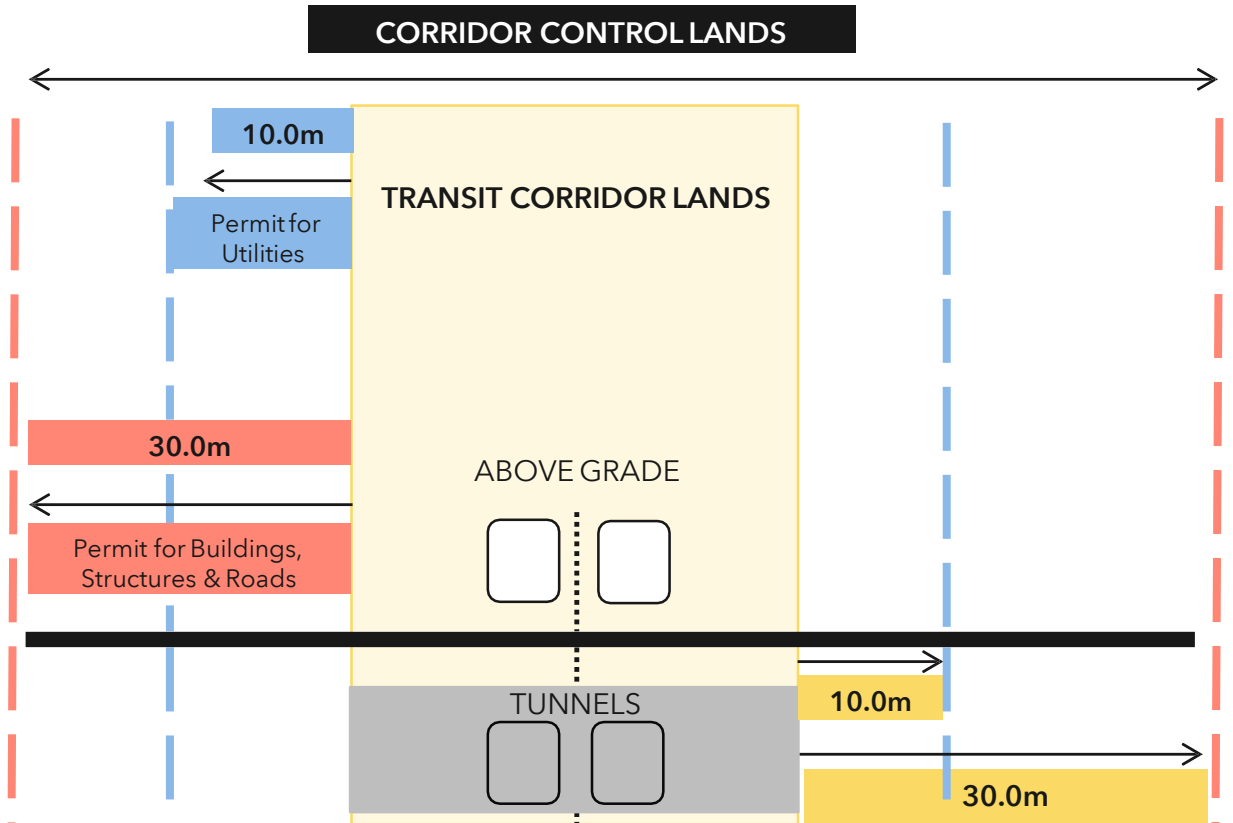 CORRIDOR CONTROL LANDS
10.0m
TRANSIT CORRIDOR LANDS
Permit for
Utilities
30.0m
ABOVE GRADE
Permit for Buildings,
Structures & Roads
TUNNELS
10.0m
30.0m